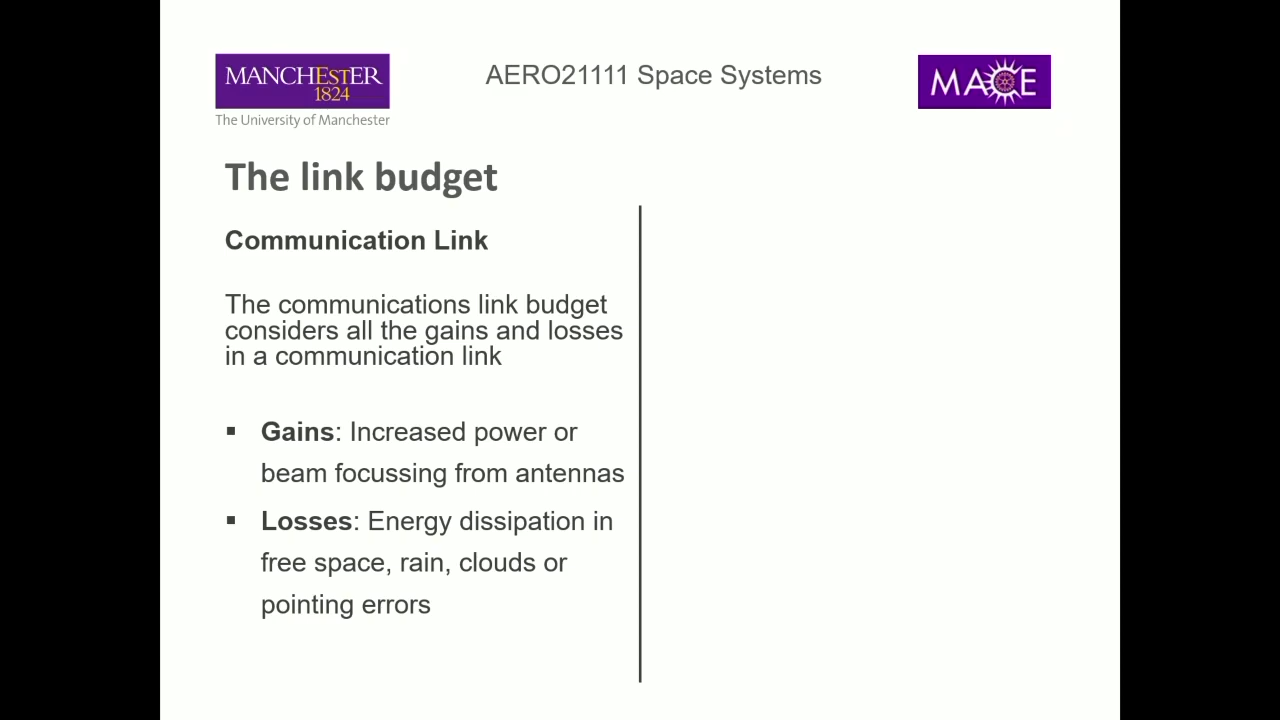 MANCHESTER
1824
The University of Manchester
AERO21111 Space Systems
MACE
The link budget
Communication Link
The communications link budget
considers all the gains and losses
in a communication link
▪ Gains: Increased power or
beam focussing from antennas
▪ Losses: Energy dissipation in
free space, rain, clouds or
pointing errors